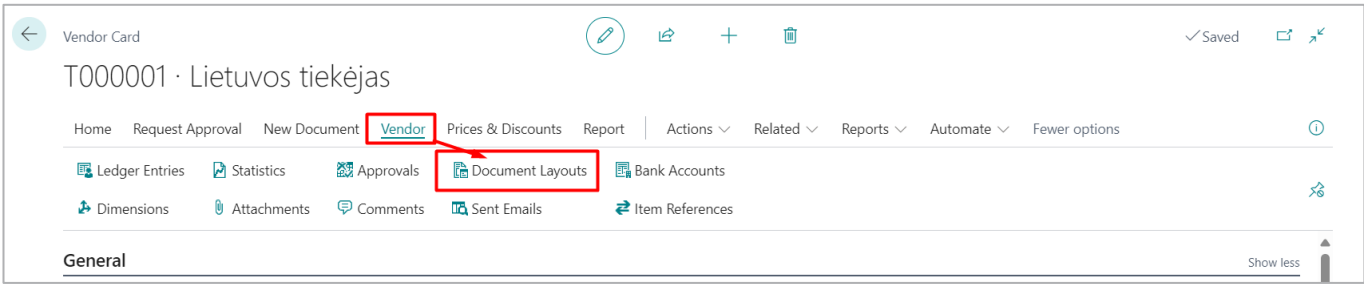 Vendor Card
Saved
T000001 · Lietuvos tiekėjas
Home Request Approval New Document Vendor Prices & Discounts Report Actions Related Reports Automate Fewer options
Ledger Entries Statistics Approvals Document Layouts Bank Accounts
Dimensions Attachments Comments Sent Emails Item References
General Show less